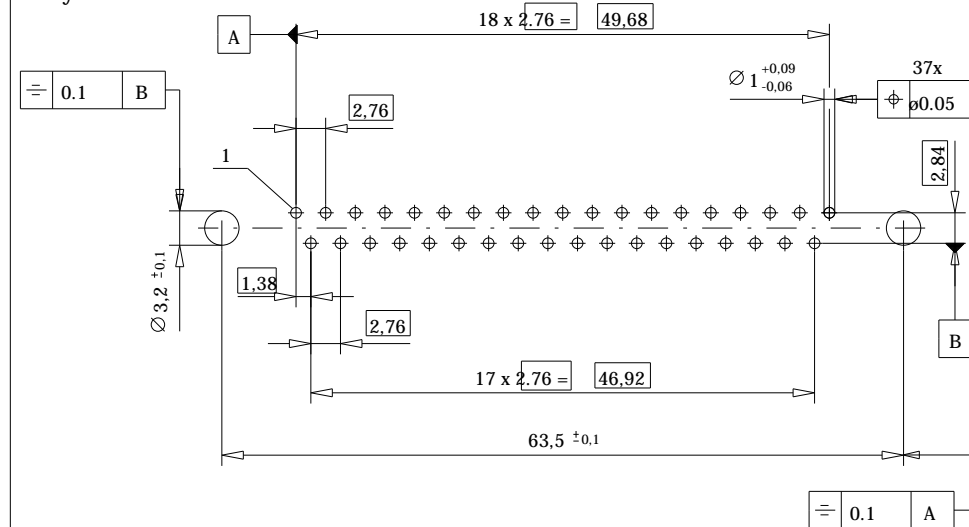 18 x 2.76 = 49,68
A
37x
Ø 1 +0,09 -0,06
⌖ ø0.05
⌯ 0.1 B
2,76
1
2,84
1,38
Ø 3,2 ±0,1
2,76
B
17 x 2.76 = 46,92
63,5 ±0,1
⌯ 0.1 A